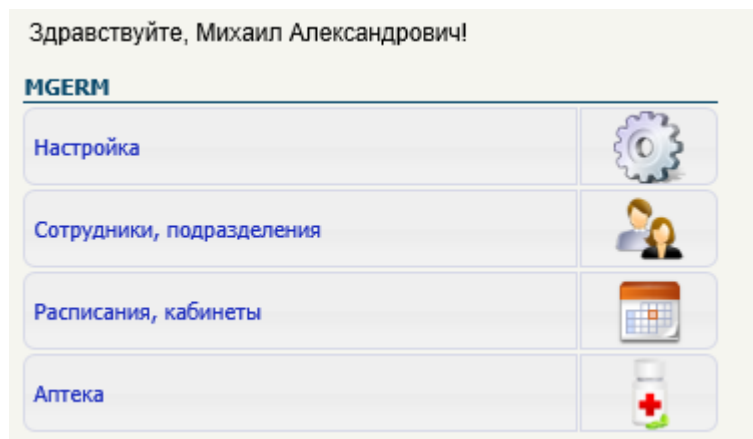 Здравствуйте, Михаил Александрович!
MGERM
Настройка
Сотрудники, подразделения
Расписания, кабинеты
Аптека